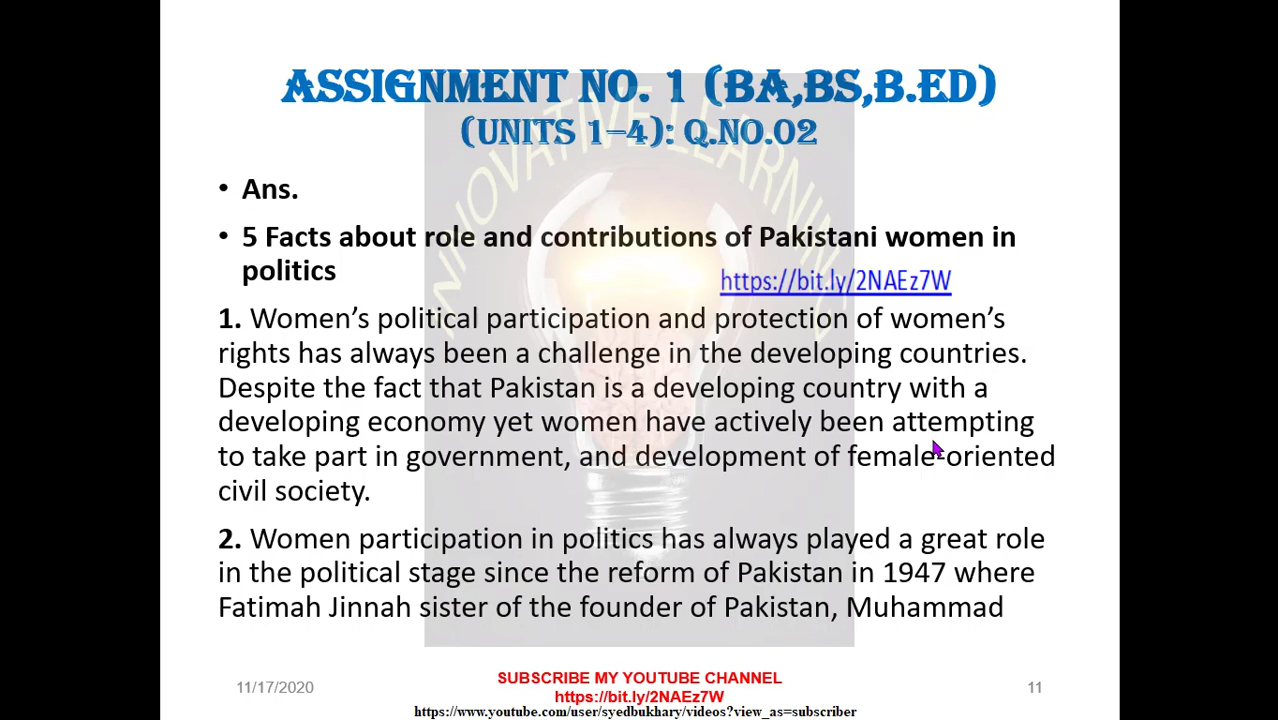 ASSIGNMENT NO. 1 (BA,BS,B.ED)
(UNITS 1–4): Q.NO.02
INNOVATIVE LEARNING
• Ans.
• 5 Facts about role and contributions of Pakistani women in
politics
https://bit.ly/2NAEz7W
1. Women’s political participation and protection of women’s
rights has always been a challenge in the developing countries.
Despite the fact that Pakistan is a developing country with a
developing economy yet women have actively been attempting
to take part in government, and development of female-oriented
civil society.
2. Women participation in politics has always played a great role
in the political stage since the reform of Pakistan in 1947 where
Fatimah Jinnah sister of the founder of Pakistan, Muhammad
11/17/2020
SUBSCRIBE MY YOUTUBE CHANNEL
https://bit.ly/2NAEz7W
https://www.youtube.com/user/syedbukhary/videos?view_as=subscriber
11